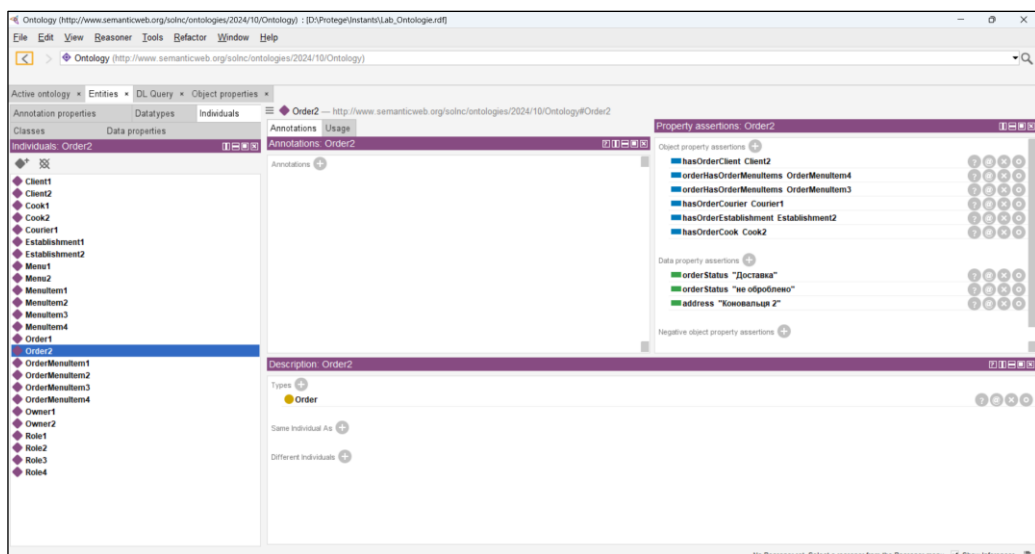 Ontology (http://www.semanticweb.org/solnc/ontologies/2024/10/Ontology) : [D:\Protege\Instants\Lab_Ontologie.rdf]
File Edit View Reasoner Tools Refactor Window Help
Ontology (http://www.semanticweb.org/solnc/ontologies/2024/10/Ontology)
Active ontology × Entities × DL Query × Object properties ×
Annotation properties Datatypes Individuals
Classes Data properties
Individuals: Order2
Client1
Client2
Cook1
Cook2
Courier1
Establishment1
Establishment2
Menu1
Menu2
MenuItem1
MenuItem2
MenuItem3
MenuItem4
Order1
Order2
OrderMenuItem1
OrderMenuItem2
OrderMenuItem3
OrderMenuItem4
Owner1
Owner2
Role1
Role2
Role3
Role4
Order2 — http://www.semanticweb.org/solnc/ontologies/2024/10/Ontology#Order2
Annotations Usage
Annotations: Order2
Annotations
Property assertions: Order2
Object property assertions
hasOrderClient Client2
orderHasOrderMenuItems OrderMenuItem4
orderHasOrderMenuItems OrderMenuItem3
hasOrderCourier Courier1
hasOrderEstablishment Establishment2
hasOrderCook Cook2
Data property assertions
orderStatus "Доставка"
orderStatus "не оброблено"
address "Коновальця 2"
Negative object property assertions
Description: Order2
Types
Order
Same Individual As
Different Individuals